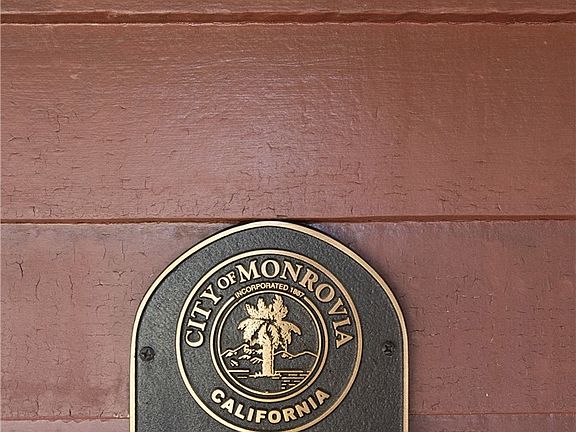 CITY OF MONROVIA
INCORPORATED 1887
CALIFORNIA